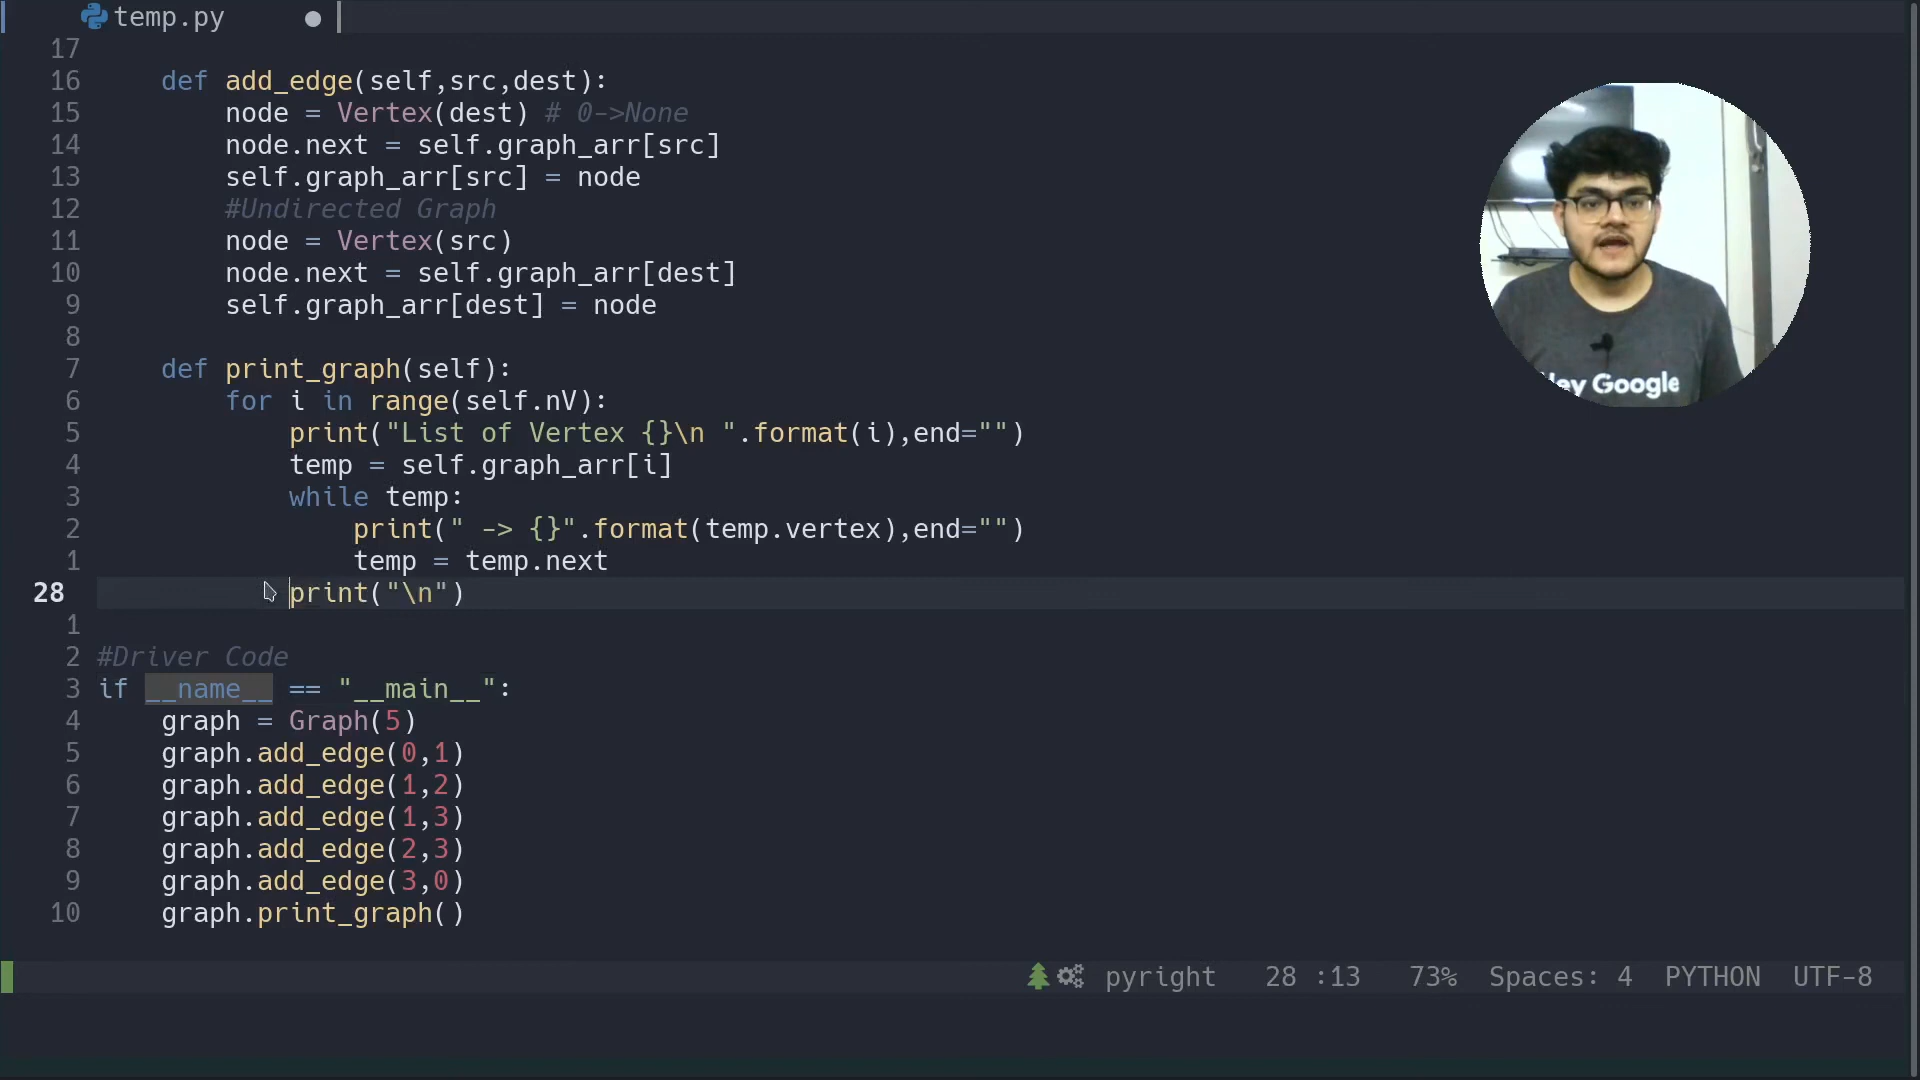 temp.py
17
16 def add_edge(self,src,dest):
15 node = Vertex(dest) # 0->None
14 node.next = self.graph_arr[src]
13 self.graph_arr[src] = node
12 #Undirected Graph
11 node = Vertex(src)
10 node.next = self.graph_arr[dest]
9 self.graph_arr[dest] = node
8
7 def print_graph(self):
6 for i in range(self.nV):
5 print("List of Vertex {}\n ".format(i),end="")
4 temp = self.graph_arr[i]
3 while temp:
2 print(" -> {}".format(temp.vertex),end="")
1 temp = temp.next
28 print("\n")
1
2 #Driver Code
3 if __name__ == "__main__":
4 graph = Graph(5)
5 graph.add_edge(0,1)
6 graph.add_edge(1,2)
7 graph.add_edge(1,3)
8 graph.add_edge(2,3)
9 graph.add_edge(3,0)
10 graph.print_graph()
pyright 28 :13 73% Spaces: 4 PYTHON UTF-8
Hey Google